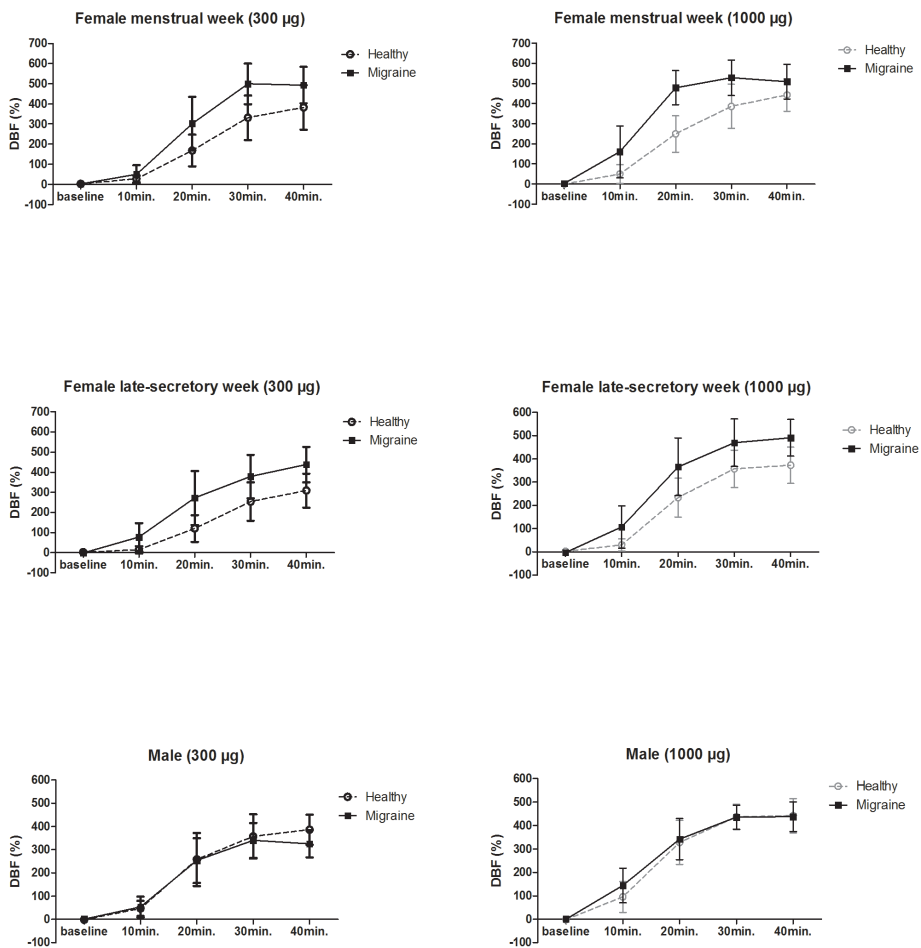 Female menstrual week (300 µg)
700
600
500
400
300
200
100
0
-100
DBF (%)
baseline 10min. 20min. 30min. 40min.
Healthy
Migraine
Female menstrual week (1000 µg)
700
600
500
400
300
200
100
0
-100
DBF (%)
baseline 10min. 20min. 30min. 40min.
Healthy
Migraine
Female late-secretory week (300 µg)
700
600
500
400
300
200
100
0
-100
DBF (%)
baseline 10min. 20min. 30min. 40min.
Healthy
Migraine
Female late-secretory week (1000 µg)
600
500
400
300
200
100
0
-100
DBF (%)
baseline 10min. 20min. 30min. 40min.
Healthy
Migraine
Male (300 µg)
600
500
400
300
200
100
0
-100
DBF (%)
baseline 10min. 20min. 30min. 40min.
Healthy
Migraine
Male (1000 µg)
600
500
400
300
200
100
0
-100
DBF (%)
baseline 10min. 20min. 30min. 40min.
Healthy
Migraine